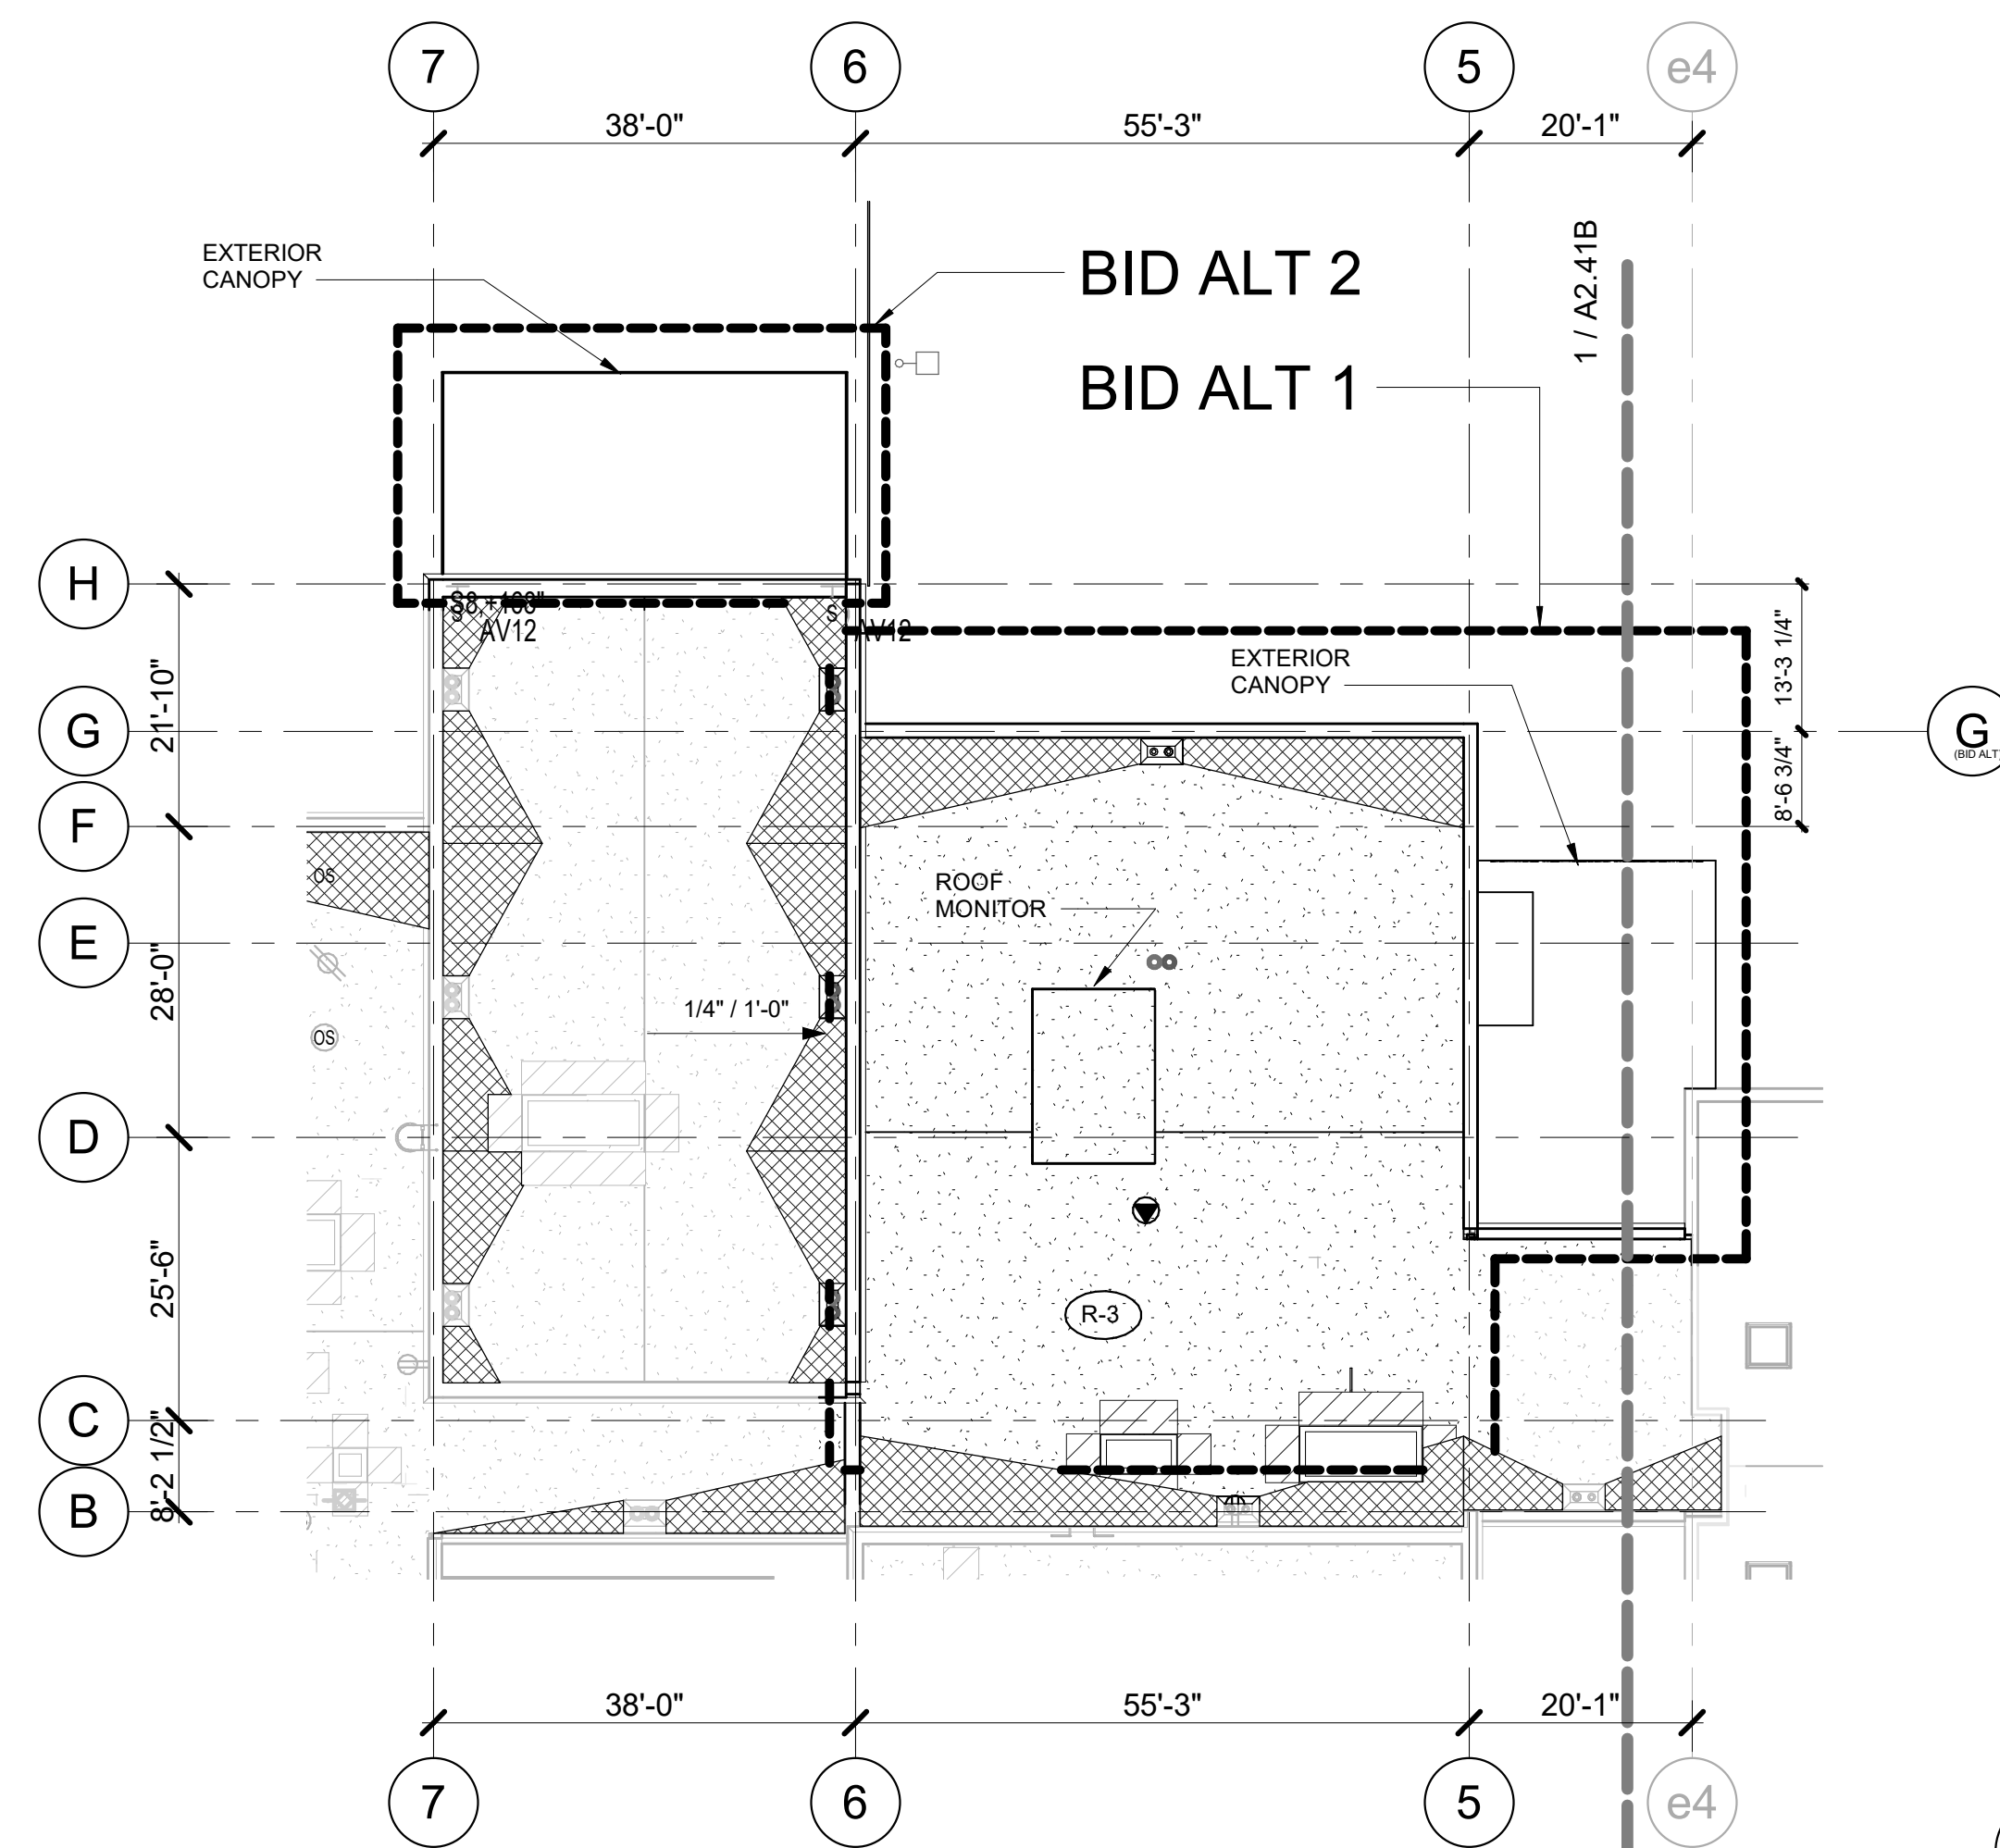 7
6
5
e4
38'-0"
55'-3"
20'-1"
EXTERIOR
CANOPY
BID ALT 2
BID ALT 1
1 / A2.41B
H
G
F
E
D
C
B
21'-10"
28'-0"
25'-6"
8'-2 1/2"
AV12
S
AV12
EXTERIOR
CANOPY
13'-3 1/4"
8'-6 3/4"
G
(BID ALT)
OS
OS
ROOF
MONITOR
1/4" / 1'-0"
R-3
38'-0"
55'-3"
20'-1"
7
6
5
e4